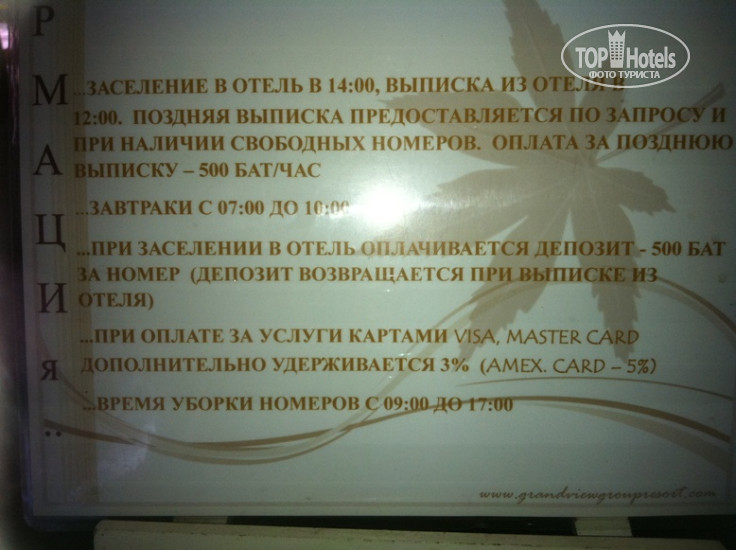 Р
М
А
Ц
И
Я
:
TOP Hotels
ФОТО ТУРИСТА
...ЗАСЕЛЕНИЕ В ОТЕЛЬ В 14:00, ВЫПИСКА ИЗ ОТЕЛЯ В
12:00. ПОЗДНЯЯ ВЫПИСКА ПРЕДОСТАВЛЯЕТСЯ ПО ЗАПРОСУ И
ПРИ НАЛИЧИИ СВОБОДНЫХ НОМЕРОВ. ОПЛАТА ЗА ПОЗДНЮЮ
ВЫПИСКУ – 500 БАТ/ЧАС
...ЗАВТРАКИ С 07:00 ДО 10:00
...ПРИ ЗАСЕЛЕНИИ В ОТЕЛЬ ОПЛАЧИВАЕТСЯ ДЕПОЗИТ - 500 БАТ
ЗА НОМЕР (ДЕПОЗИТ ВОЗВРАЩАЕТСЯ ПРИ ВЫПИСКЕ ИЗ
ОТЕЛЯ)
...ПРИ ОПЛАТЕ ЗА УСЛУГИ КАРТАМИ VISA, MASTER CARD
ДОПОЛНИТЕЛЬНО УДЕРЖИВАЕТСЯ 3% (AMEX. CARD – 5%)
...ВРЕМЯ УБОРКИ НОМЕРОВ С 09:00 ДО 17:00
www.grandviewgroupresort.com